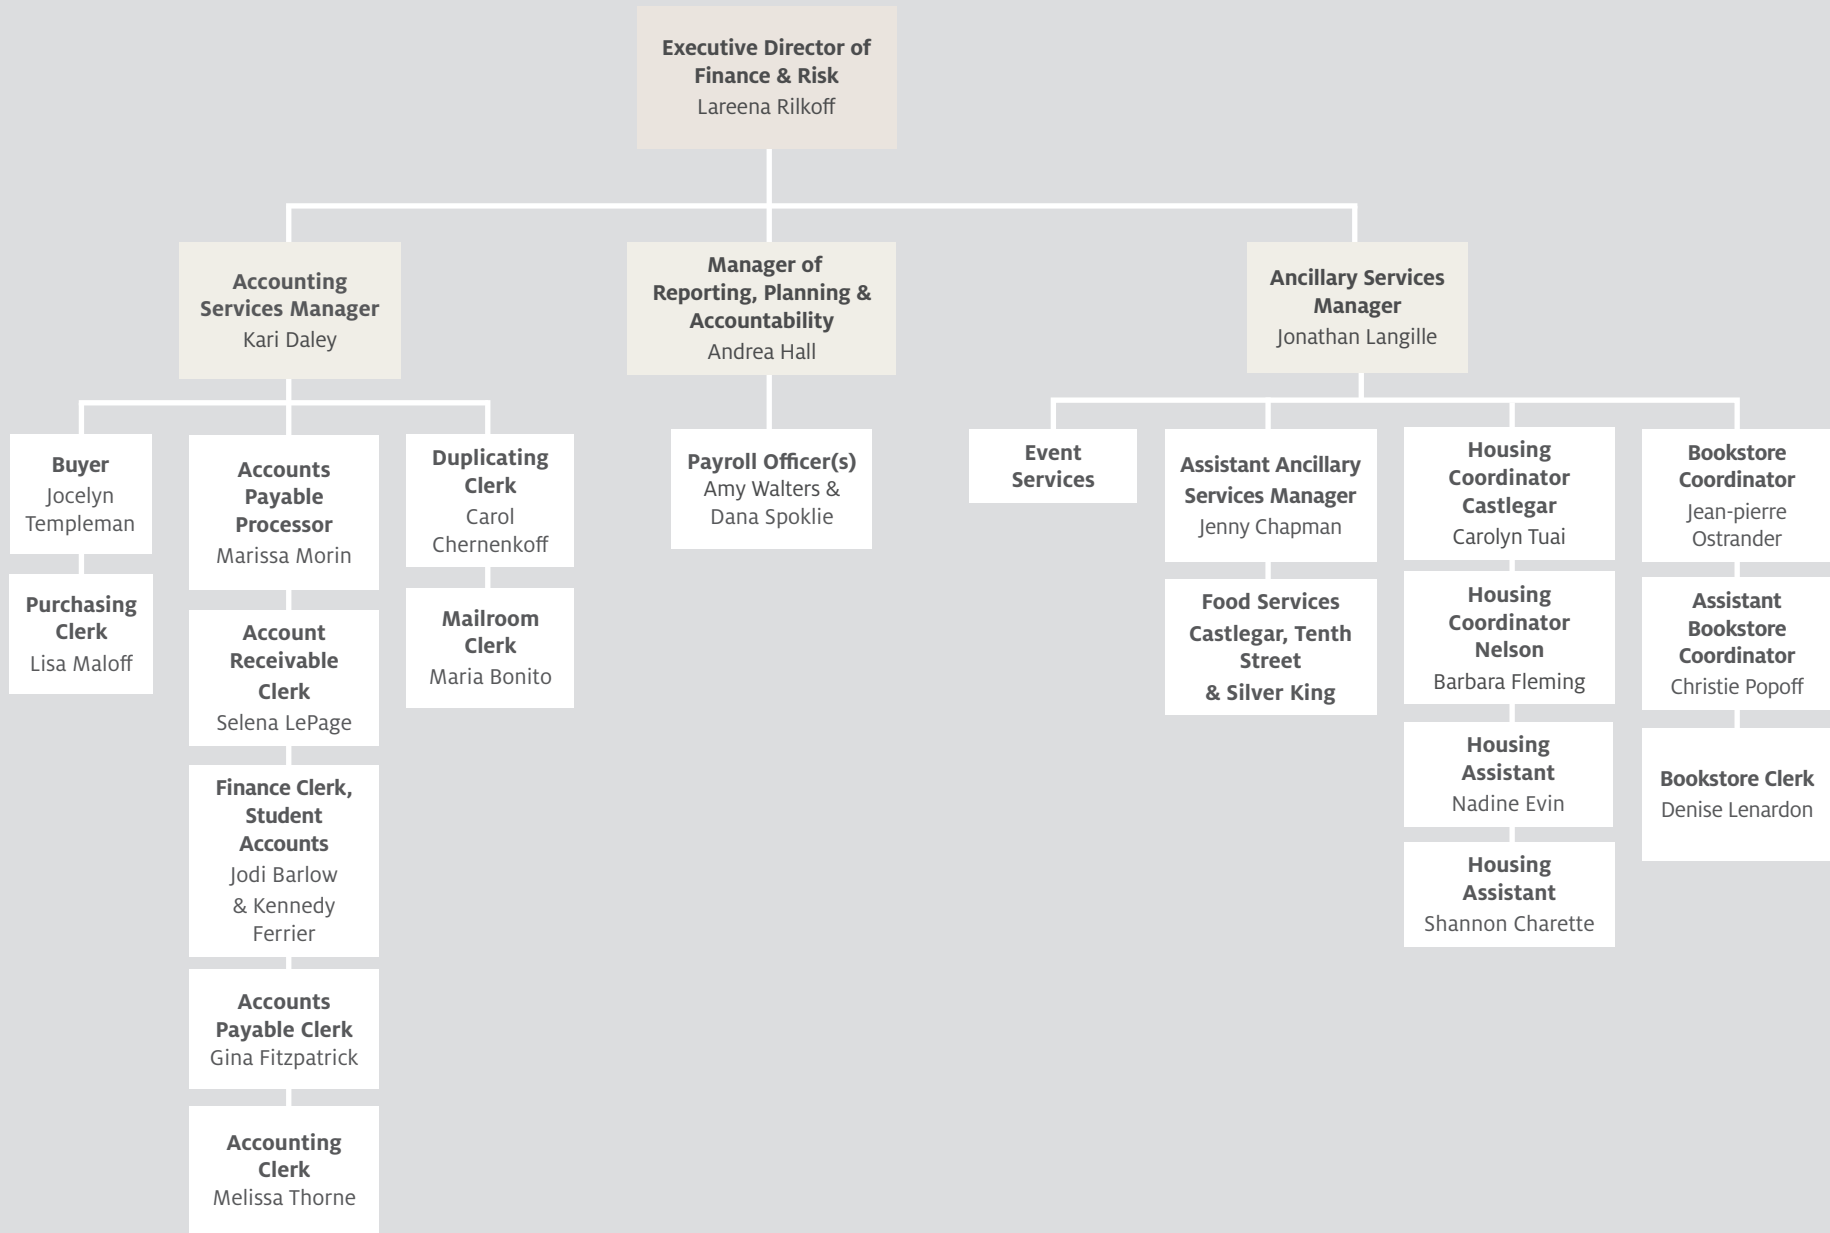 Executive Director of
Finance & Risk
Lareena Rilkoff
Accounting
Services Manager
Kari Daley
Manager of
Reporting, Planning &
Accountability
Andrea Hall
Ancillary Services
Manager
Jonathan Langille
Buyer
Jocelyn
Templeman
Purchasing
Clerk
Lisa Maloff
Accounts
Payable
Processor
Marissa Morin
Account
Receivable
Clerk
Selena LePage
Finance Clerk,
Student
Accounts
Jodi Barlow
& Kennedy
Ferrier
Accounts
Payable Clerk
Gina Fitzpatrick
Accounting
Clerk
Melissa Thorne
Duplicating
Clerk
Carol
Chernenkoff
Mailroom
Clerk
Maria Bonito
Payroll Officer(s)
Amy Walters &
Dana Spoklie
Event
Services
Assistant Ancillary
Services Manager
Jenny Chapman
Food Services
Castlegar, Tenth
Street
& Silver King
Housing
Coordinator
Castlegar
Carolyn Tuai
Housing
Coordinator
Nelson
Barbara Fleming
Housing
Assistant
Nadine Evin
Housing
Assistant
Shannon Charette
Bookstore
Coordinator
Jean-pierre
Ostrander
Assistant
Bookstore
Coordinator
Christie Popoff
Bookstore Clerk
Denise Lenardon